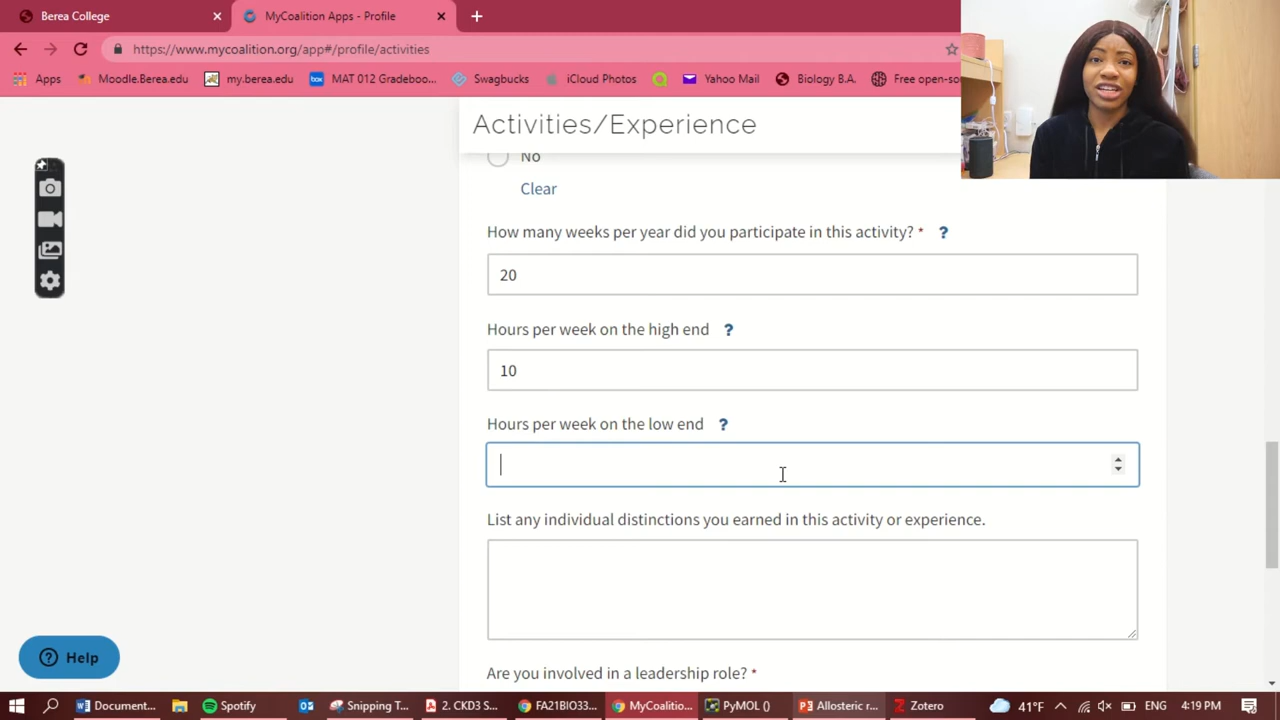 Berea College
MyCoalition Apps - Profile
https://www.mycoalition.org/app#/profile/activities
Apps
Moodle.Berea.edu
my.berea.edu
box
MAT 012 Gradeboo...
Swagbucks
iCloud Photos
Yahoo Mail
Biology B.A.
Free open-so
Activities/Experience
No
Clear
How many weeks per year did you participate in this activity? * ?
20
Hours per week on the high end ?
10
Hours per week on the low end ?
List any individual distinctions you earned in this activity or experience.
? Help
Are you involved in a leadership role? *
Document...
Spotify
Snipping T...
2. CKD3 S...
FA21BIO33...
MyCoalitio...
PyMOL ()
Allosteric r...
Zotero
41°F
ENG
4:19 PM